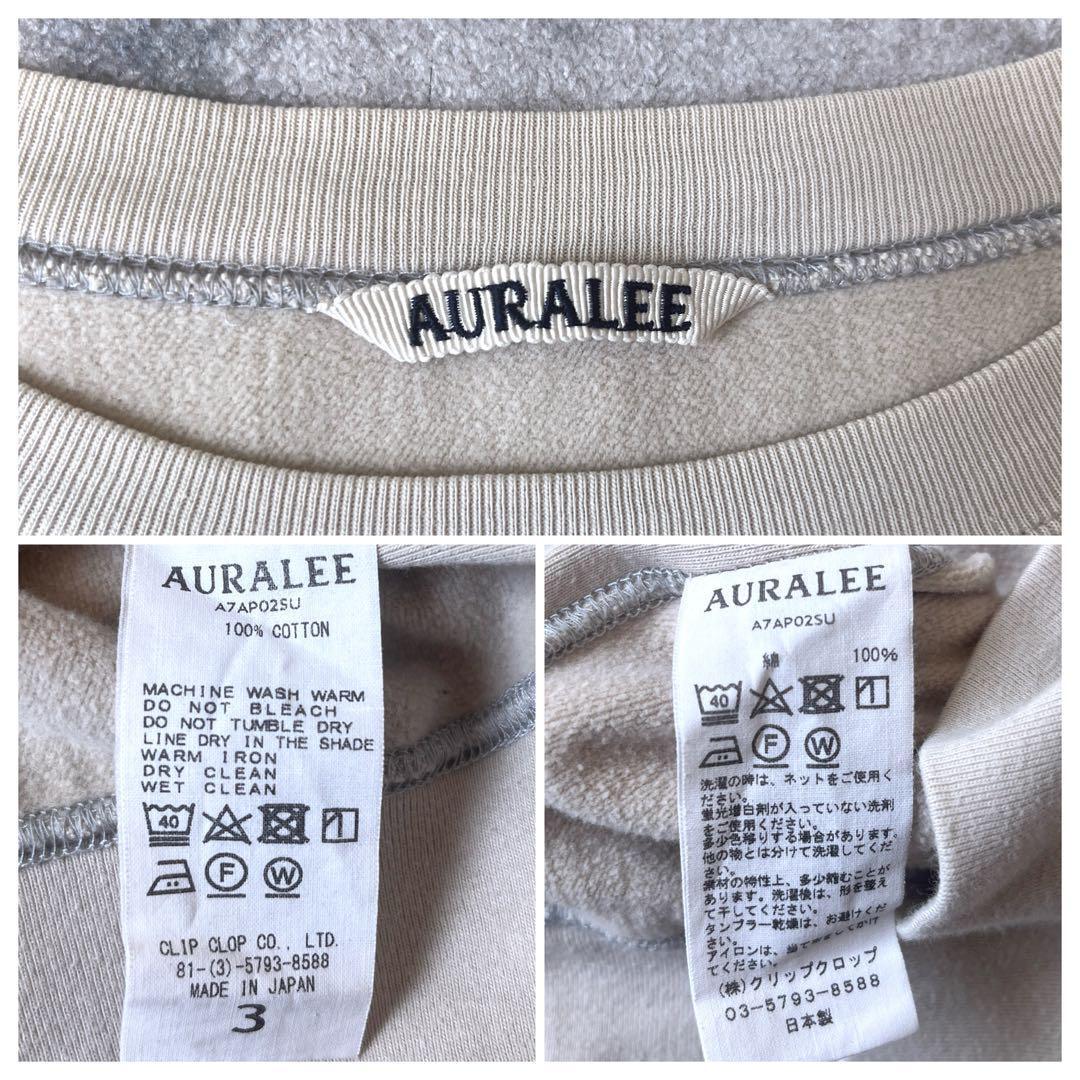 AURALEE
AURALEE
A7AP02SU
100% COTTON
MACHINE WASH WARM
DO NOT BLEACH
DO NOT TUMBLE DRY
LINE DRY IN THE SHADE
WARM IRON
DRY CLEAN
WET CLEAN
40
F W
CLIP CLOP CO., LTD.
81-(3)-5793-8588
MADE IN JAPAN
3
AURALEE
A7AP02SU
綿 100%
40
F W
洗濯の時は、ネットをご使用く
ださい。
蛍光増白剤が入っていない洗剤
をご使用ください。
多少色移りする場合があります。
他の物とは分けて洗濯してくだ
さい。
素材の特性上、多少縮むことが
あります。洗濯後は、形を整え
て干してください。
タンブラー乾燥は、お避けくだ
さい。
アイロンは、当て布をしてかけ
てください。
(株)クリップクロップ
03-5793-8588
日本製